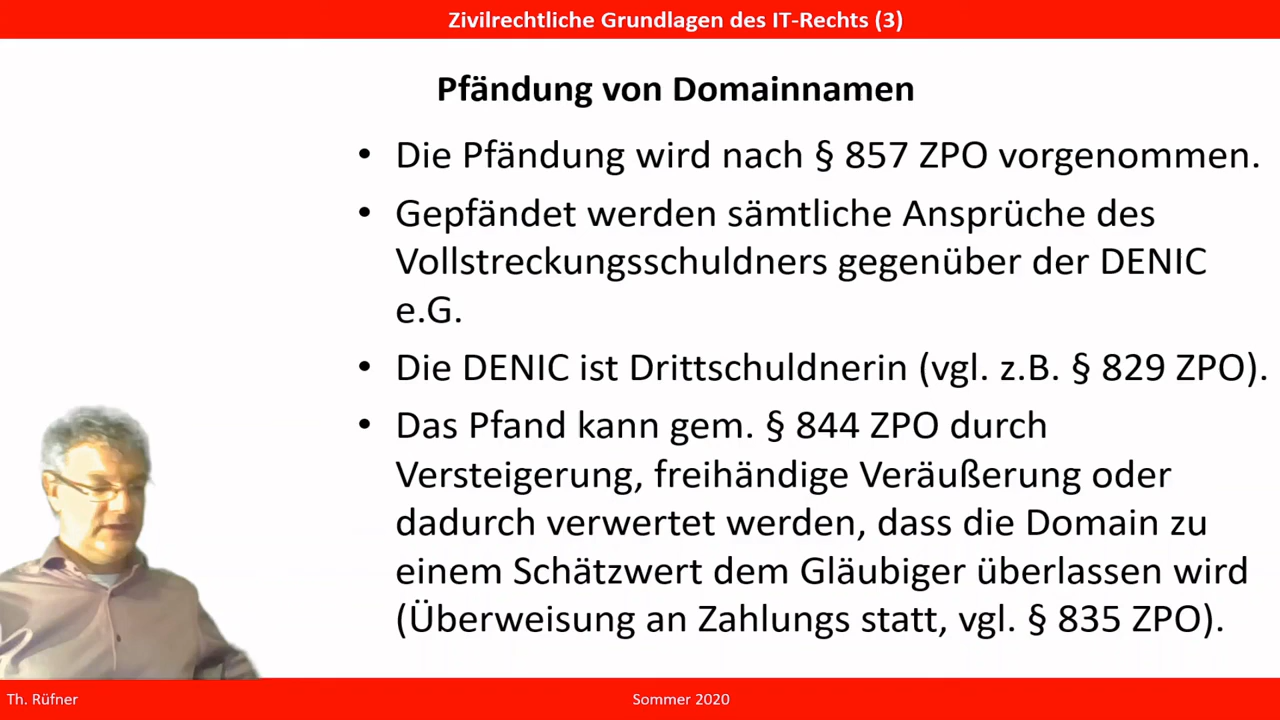 Zivilrechtliche Grundlagen des IT-Rechts (3)
Pfändung von Domainnamen
• Die Pfändung wird nach § 857 ZPO vorgenommen.
• Gepfändet werden sämtliche Ansprüche des
Vollstreckungsschuldners gegenüber der DENIC
e.G.
• Die DENIC ist Drittschuldnerin (vgl. z.B. § 829 ZPO).
• Das Pfand kann gem. § 844 ZPO durch
Versteigerung, freihändige Veräußerung oder
dadurch verwertet werden, dass die Domain zu
einem Schätzwert dem Gläubiger überlassen wird
(Überweisung an Zahlungs statt, vgl. § 835 ZPO).
Th. Rüfner
Sommer 2020